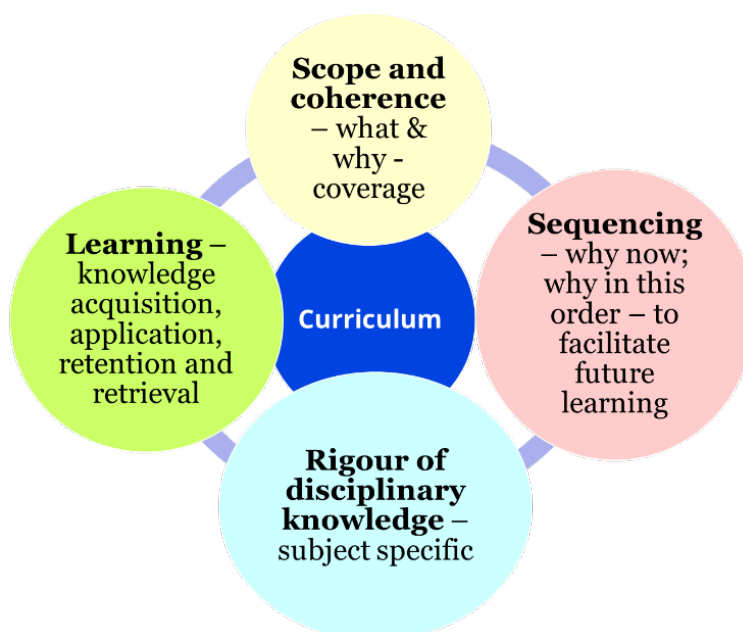 Scope and
coherence
– what &
why -
coverage
Sequencing
– why now;
why in this
order – to
facilitate
future
learning
Rigour of
disciplinary
knowledge –
subject specific
Learning –
knowledge
acquisition,
application,
retention and
retrieval
Curriculum